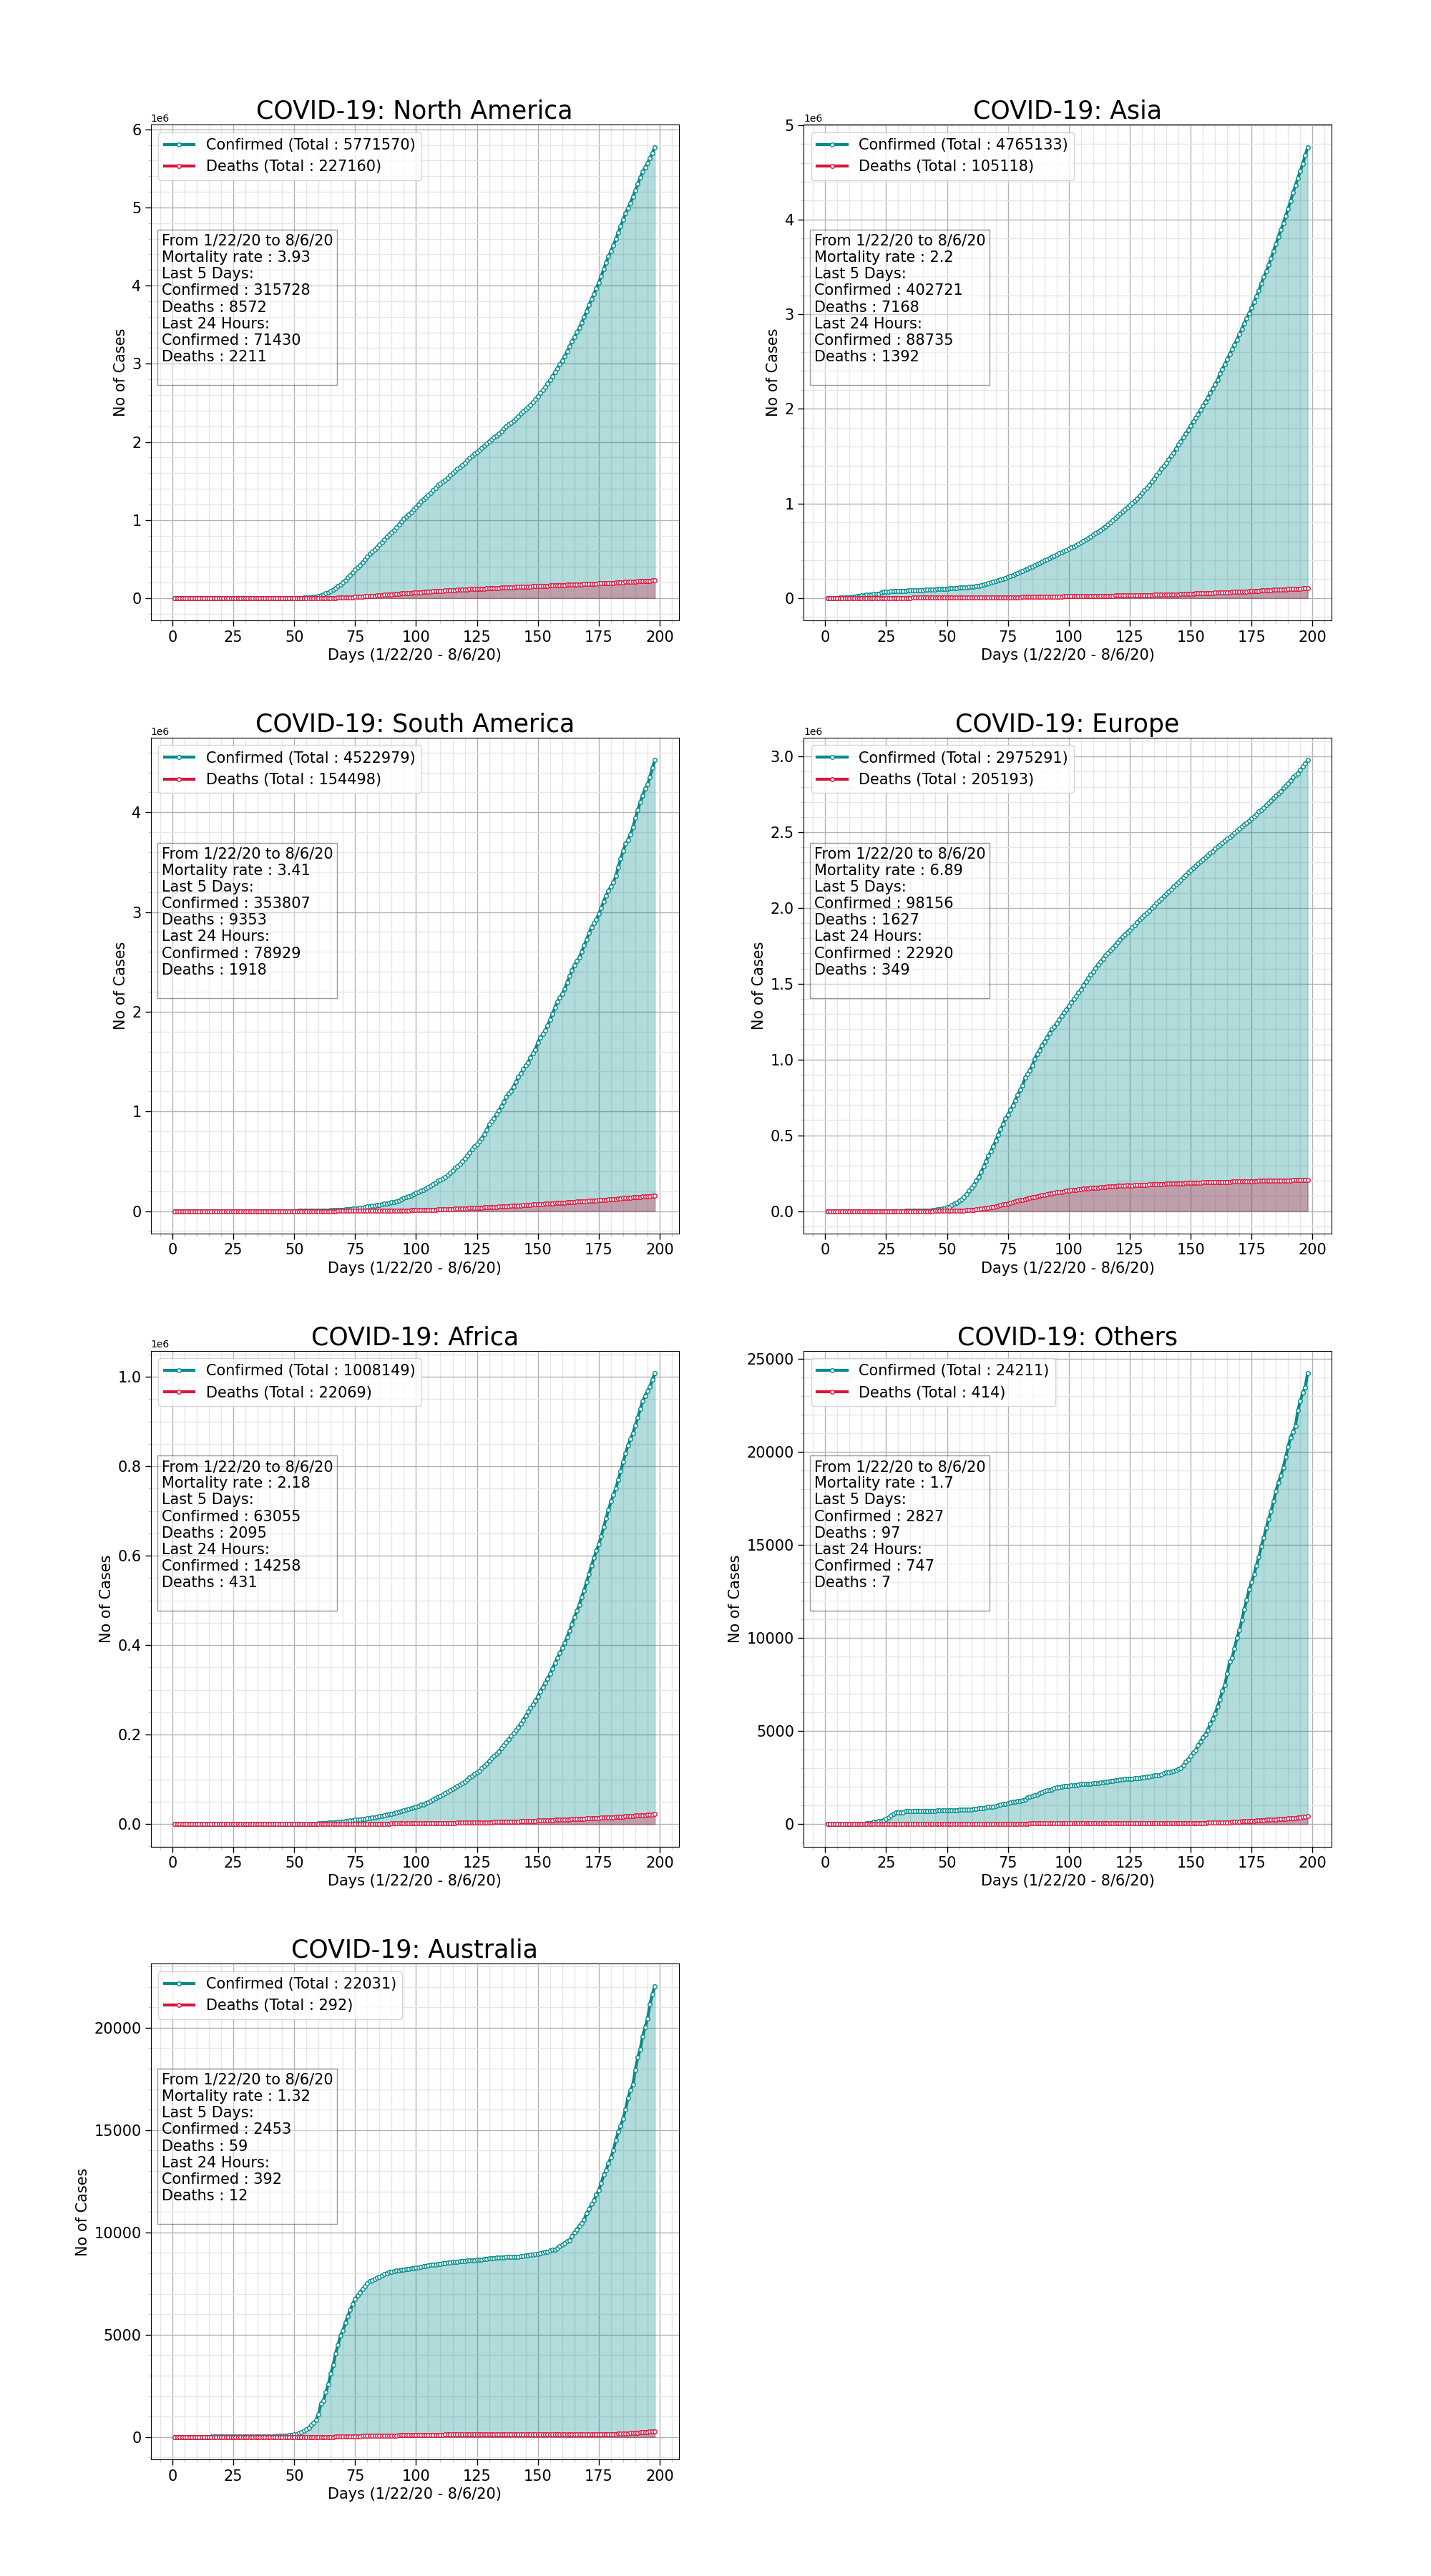 COVID-19: North America
1e6
Confirmed (Total : 5771570)
Deaths (Total : 227160)
From 1/22/20 to 8/6/20
Mortality rate : 3.93
Last 5 Days:
Confirmed : 315728
Deaths : 8572
Last 24 Hours:
Confirmed : 71430
Deaths : 2211
No of Cases
6
5
4
3
2
1
0
0 25 50 75 100 125 150 175 200
Days (1/22/20 - 8/6/20)
COVID-19: Asia
1e6
Confirmed (Total : 4765133)
Deaths (Total : 105118)
From 1/22/20 to 8/6/20
Mortality rate : 2.2
Last 5 Days:
Confirmed : 402721
Deaths : 7168
Last 24 Hours:
Confirmed : 88735
Deaths : 1392
No of Cases
5
4
3
2
1
0
0 25 50 75 100 125 150 175 200
Days (1/22/20 - 8/6/20)
COVID-19: South America
1e6
Confirmed (Total : 4522979)
Deaths (Total : 154498)
From 1/22/20 to 8/6/20
Mortality rate : 3.41
Last 5 Days:
Confirmed : 353807
Deaths : 9353
Last 24 Hours:
Confirmed : 78929
Deaths : 1918
No of Cases
4
3
2
1
0
0 25 50 75 100 125 150 175 200
Days (1/22/20 - 8/6/20)
COVID-19: Europe
1e6
Confirmed (Total : 2975291)
Deaths (Total : 205193)
From 1/22/20 to 8/6/20
Mortality rate : 6.89
Last 5 Days:
Confirmed : 98156
Deaths : 1627
Last 24 Hours:
Confirmed : 22920
Deaths : 349
No of Cases
3.0
2.5
2.0
1.5
1.0
0.5
0.0
0 25 50 75 100 125 150 175 200
Days (1/22/20 - 8/6/20)
COVID-19: Africa
1e6
Confirmed (Total : 1008149)
Deaths (Total : 22069)
From 1/22/20 to 8/6/20
Mortality rate : 2.18
Last 5 Days:
Confirmed : 63055
Deaths : 2095
Last 24 Hours:
Confirmed : 14258
Deaths : 431
No of Cases
1.0
0.8
0.6
0.4
0.2
0.0
0 25 50 75 100 125 150 175 200
Days (1/22/20 - 8/6/20)
COVID-19: Others
Confirmed (Total : 24211)
Deaths (Total : 414)
From 1/22/20 to 8/6/20
Mortality rate : 1.7
Last 5 Days:
Confirmed : 2827
Deaths : 97
Last 24 Hours:
Confirmed : 747
Deaths : 7
No of Cases
25000
20000
15000
10000
5000
0
0 25 50 75 100 125 150 175 200
Days (1/22/20 - 8/6/20)
COVID-19: Australia
Confirmed (Total : 22031)
Deaths (Total : 292)
From 1/22/20 to 8/6/20
Mortality rate : 1.32
Last 5 Days:
Confirmed : 2453
Deaths : 59
Last 24 Hours:
Confirmed : 392
Deaths : 12
No of Cases
20000
15000
10000
5000
0
0 25 50 75 100 125 150 175 200
Days (1/22/20 - 8/6/20)